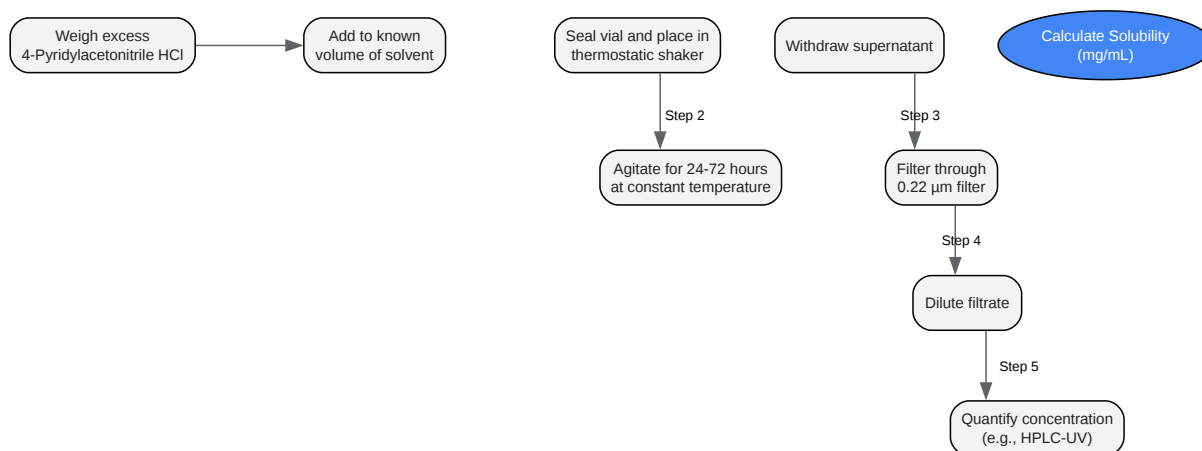 Weigh excess
4-Pyridylacetonitrile HCl
Add to known
volume of solvent
Seal vial and place in
thermostatic shaker
Withdraw supernatant
Calculate Solubility
(mg/mL)
Step 2
Step 3
Agitate for 24-72 hours
at constant temperature
Filter through
0.22 µm filter
Step 4
Dilute filtrate
Step 5
Quantify concentration
(e.g., HPLC-UV)